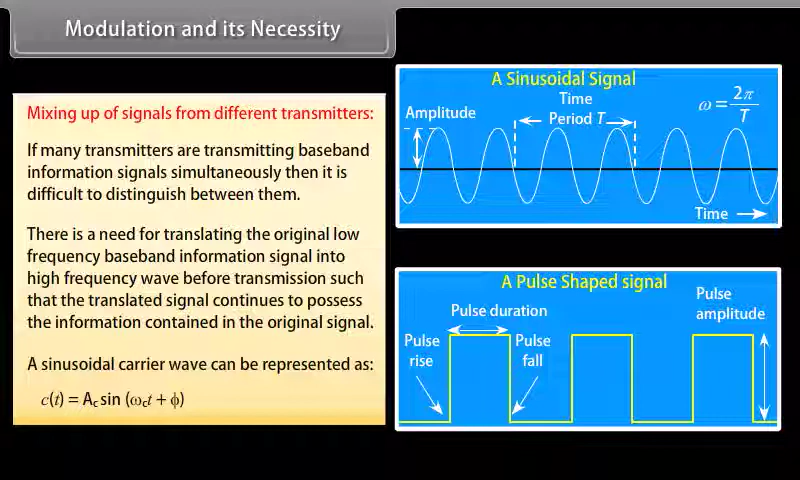 Modulation and its Necessity
Mixing up of signals from different transmitters:
If many transmitters are transmitting baseband
information signals simultaneously then it is
difficult to distinguish between them.
There is a need for translating the original low
frequency baseband information signal into
high frequency wave before transmission such
that the translated signal continues to possess
the information contained in the original signal.
A sinusoidal carrier wave can be represented as:
c(t) = A_c sin (ω_c t + ϕ)
A Sinusoidal Signal
Amplitude
Time
Period T
ω = 2π/T
Time
A Pulse Shaped signal
Pulse duration
Pulse
amplitude
Pulse
rise
Pulse
fall